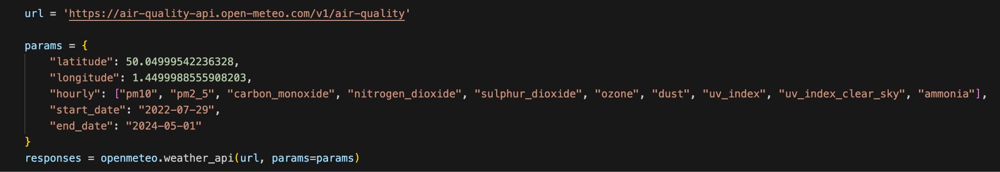 url = 'https://air-quality-api.open-meteo.com/v1/air-quality'
params = {
"latitude": 50.04999542236328,
"longitude": 1.4499988555908203,
"hourly": ["pm10", "pm2_5", "carbon_monoxide", "nitrogen_dioxide", "sulphur_dioxide", "ozone", "dust", "uv_index", "uv_index_clear_sky", "ammonia"],
"start_date": "2022-07-29",
"end_date": "2024-05-01"
}
responses = openmeteo.weather_api(url, params=params)